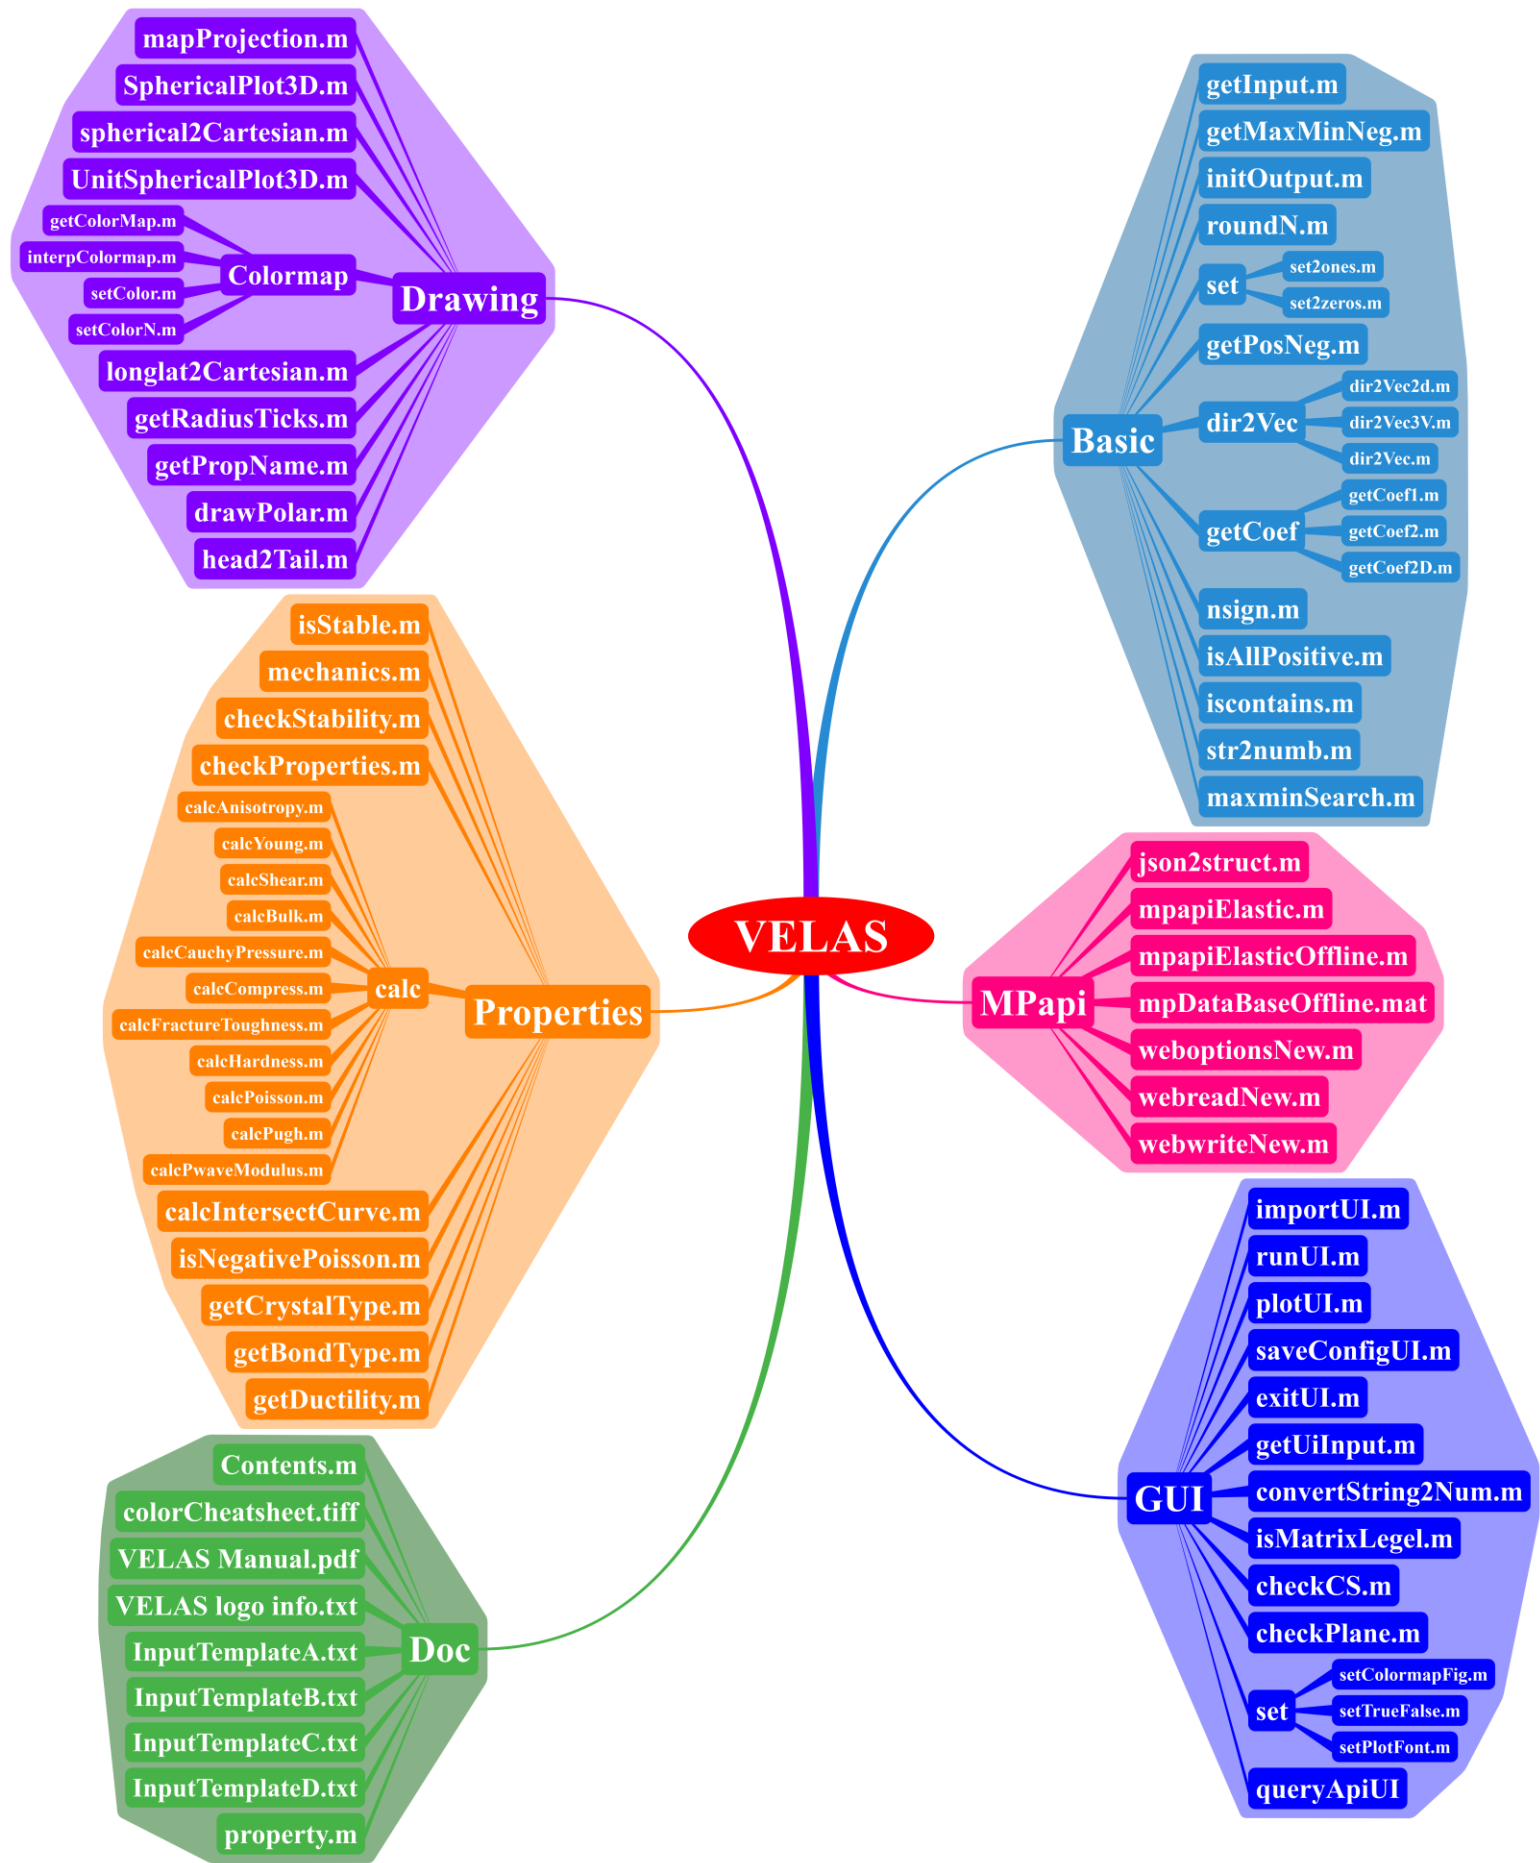 mapProjection.m
SphericalPlot3D.m
spherical2Cartesian.m
UnitSphericalPlot3D.m
getColorMap.m
interpColormap.m
setColor.m
setColorN.m
Colormap
Drawing
longlat2Cartesian.m
getRadiusTicks.m
getPropName.m
drawPolar.m
head2Tail.m
isStable.m
mechanics.m
checkStability.m
checkProperties.m
calcAnisotropy.m
calcYoung.m
calcShear.m
calcBulk.m
calcCauchyPressure.m
calcCompress.m
calcFractureToughness.m
calcHardness.m
calcPoisson.m
calcPugh.m
calcPwaveModulus.m
calc
Properties
calcIntersectCurve.m
isNegativePoisson.m
getCrystalType.m
getBondType.m
getDuctility.m
Contents.m
colorCheatsheet.tiff
VELAS Manual.pdf
VELAS logo info.txt
InputTemplateA.txt
InputTemplateB.txt
InputTemplateC.txt
InputTemplateD.txt
property.m
Doc
VELAS
Basic
getInput.m
getMaxMinNeg.m
initOutput.m
roundN.m
set
set2ones.m
set2zeros.m
getPosNeg.m
dir2Vec
dir2Vec2d.m
dir2Vec3V.m
dir2Vec.m
getCoef
getCoef1.m
getCoef2.m
getCoef2D.m
nsign.m
isAllPositive.m
iscontains.m
str2numb.m
maxminSearch.m
MPapi
json2struct.m
mpapiElastic.m
mpapiElasticOffline.m
mpDataBaseOffline.mat
weboptionsNew.m
webreadNew.m
webwriteNew.m
GUI
importUI.m
runUI.m
plotUI.m
saveConfigUI.m
exitUI.m
getUiInput.m
convertString2Num.m
isMatrixLegel.m
checkCS.m
checkPlane.m
set
setColormapFig.m
setTrueFalse.m
setPlotFont.m
queryApiUI